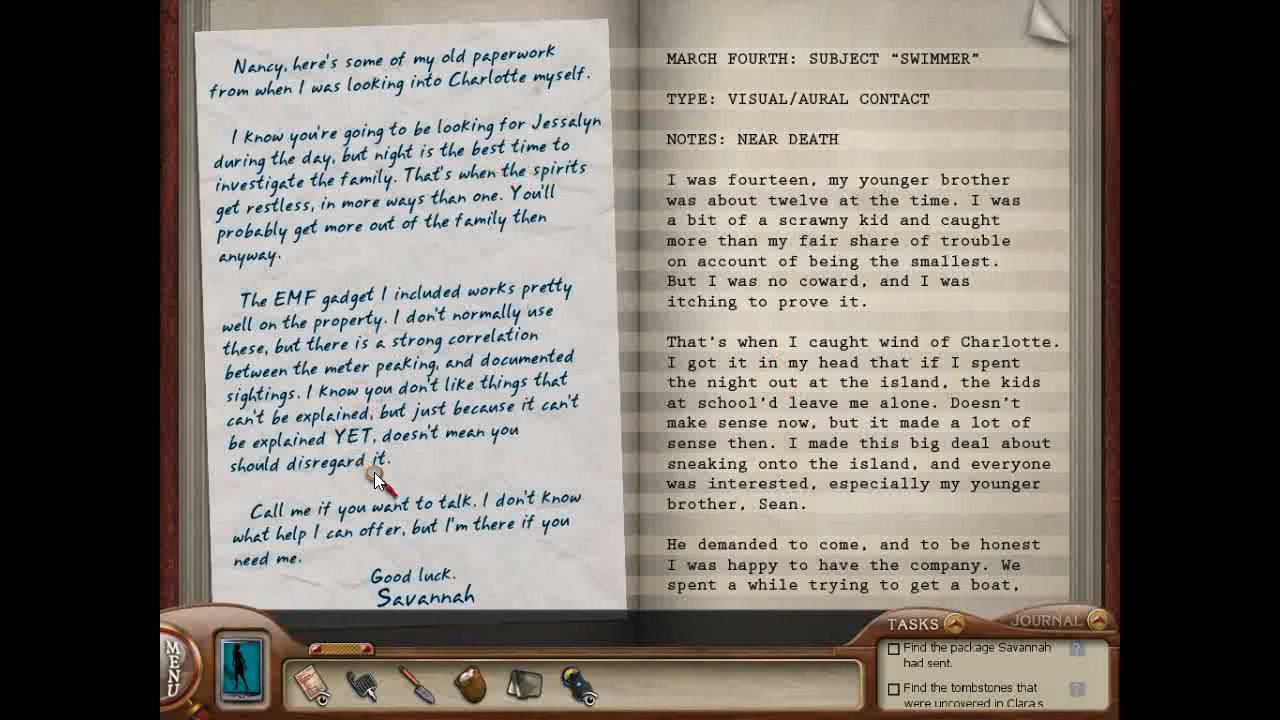 Nancy, here's some of my old paperwork
from when I was looking into Charlotte myself.
I know you're going to be looking for Jessalyn
during the day, but night is the best time to
investigate the family. That's when the spirits
get restless, in more ways than one. You'll
probably get more out of the family then
anyway.
The EMF gadget I included works pretty
well on the property. I don't normally use
these, but there is a strong correlation
between the meter peaking, and documented
sightings. I know you don't like things that
can't be explained, but just because it can't
be explained YET, doesn't mean you
should disregard it.
Call me if you want to talk. I don't know
what help I can offer, but I'm there if you
need me.
Good luck.
Savannah
MARCH FOURTH: SUBJECT “SWIMMER”
TYPE: VISUAL/AURAL CONTACT
NOTES: NEAR DEATH
I was fourteen, my younger brother
was about twelve at the time. I was
a bit of a scrawny kid and caught
more than my fair share of trouble
on account of being the smallest.
But I was no coward, and I was
itching to prove it.
That's when I caught wind of Charlotte.
I got it in my head that if I spent
the night out at the island, the kids
at school'd leave me alone. Doesn't
make sense now, but it made a lot of
sense then. I made this big deal about
sneaking onto the island, and everyone
was interested, especially my younger
brother, Sean.
He demanded to come, and to be honest
I was happy to have the company. We
spent a while trying to get a boat,
MENU
TASKS
JOURNAL
Find the package Savannah
had sent.
Find the tombstones that
were uncovered in Clara's